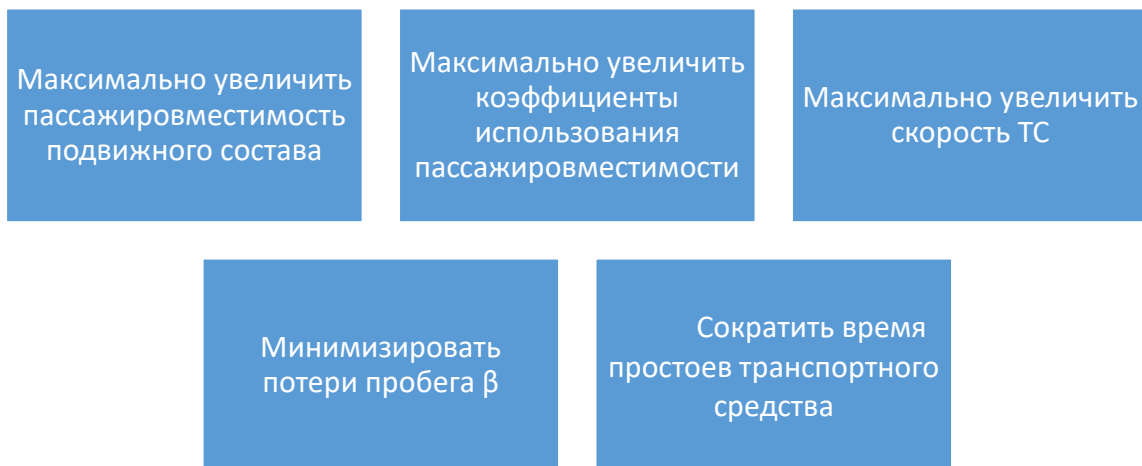 Максимально увеличить
пассажировместимость
подвижного состава
Максимально увеличить
коэффициенты
использования
пассажировместимости
Максимально увеличить
скорость ТС
Минимизировать
потери пробега β
Сократить время
простоев транспортного
средства